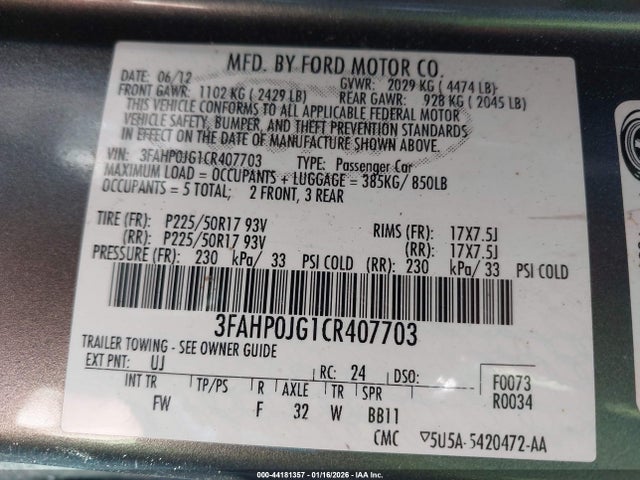 MFD. BY FORD MOTOR CO.
DATE: 06/12 GVWR: 2029 KG ( 4474 LB)
FRONT GAWR: 1102 KG ( 2429 LB) REAR GAWR: 928 KG ( 2045 LB)
THIS VEHICLE CONFORMS TO ALL APPLICABLE FEDERAL MOTOR
VEHICLE SAFETY, BUMPER, AND THEFT PREVENTION STANDARDS
IN EFFECT ON THE DATE OF MANUFACTURE SHOWN ABOVE.
VIN: 3FAHP0JG1CR407703 TYPE: Passenger Car
MAXIMUM LOAD = OCCUPANTS + LUGGAGE = 385KG/ 850LB
OCCUPANTS = 5 TOTAL; 2 FRONT, 3 REAR
TIRE (FR): P225/50R17 93V RIMS (FR): 17X7.5J
(RR): P225/50R17 93V (RR): 17X7.5J
PRESSURE (FR): 230 kPa/ 33 PSI COLD (RR): 230 kPa/ 33 PSI COLD
3FAHP0JG1CR407703
TRAILER TOWING - SEE OWNER GUIDE
EXT PNT: UJ RC: 24 DSO: F0073
R0034
INT TR TP/PS R AXLE TR SPR
FW F 32 W BB11
CMC ▽5U5A-5420472-AA
000-44181357 - 01/16/2026 - IAA Inc.